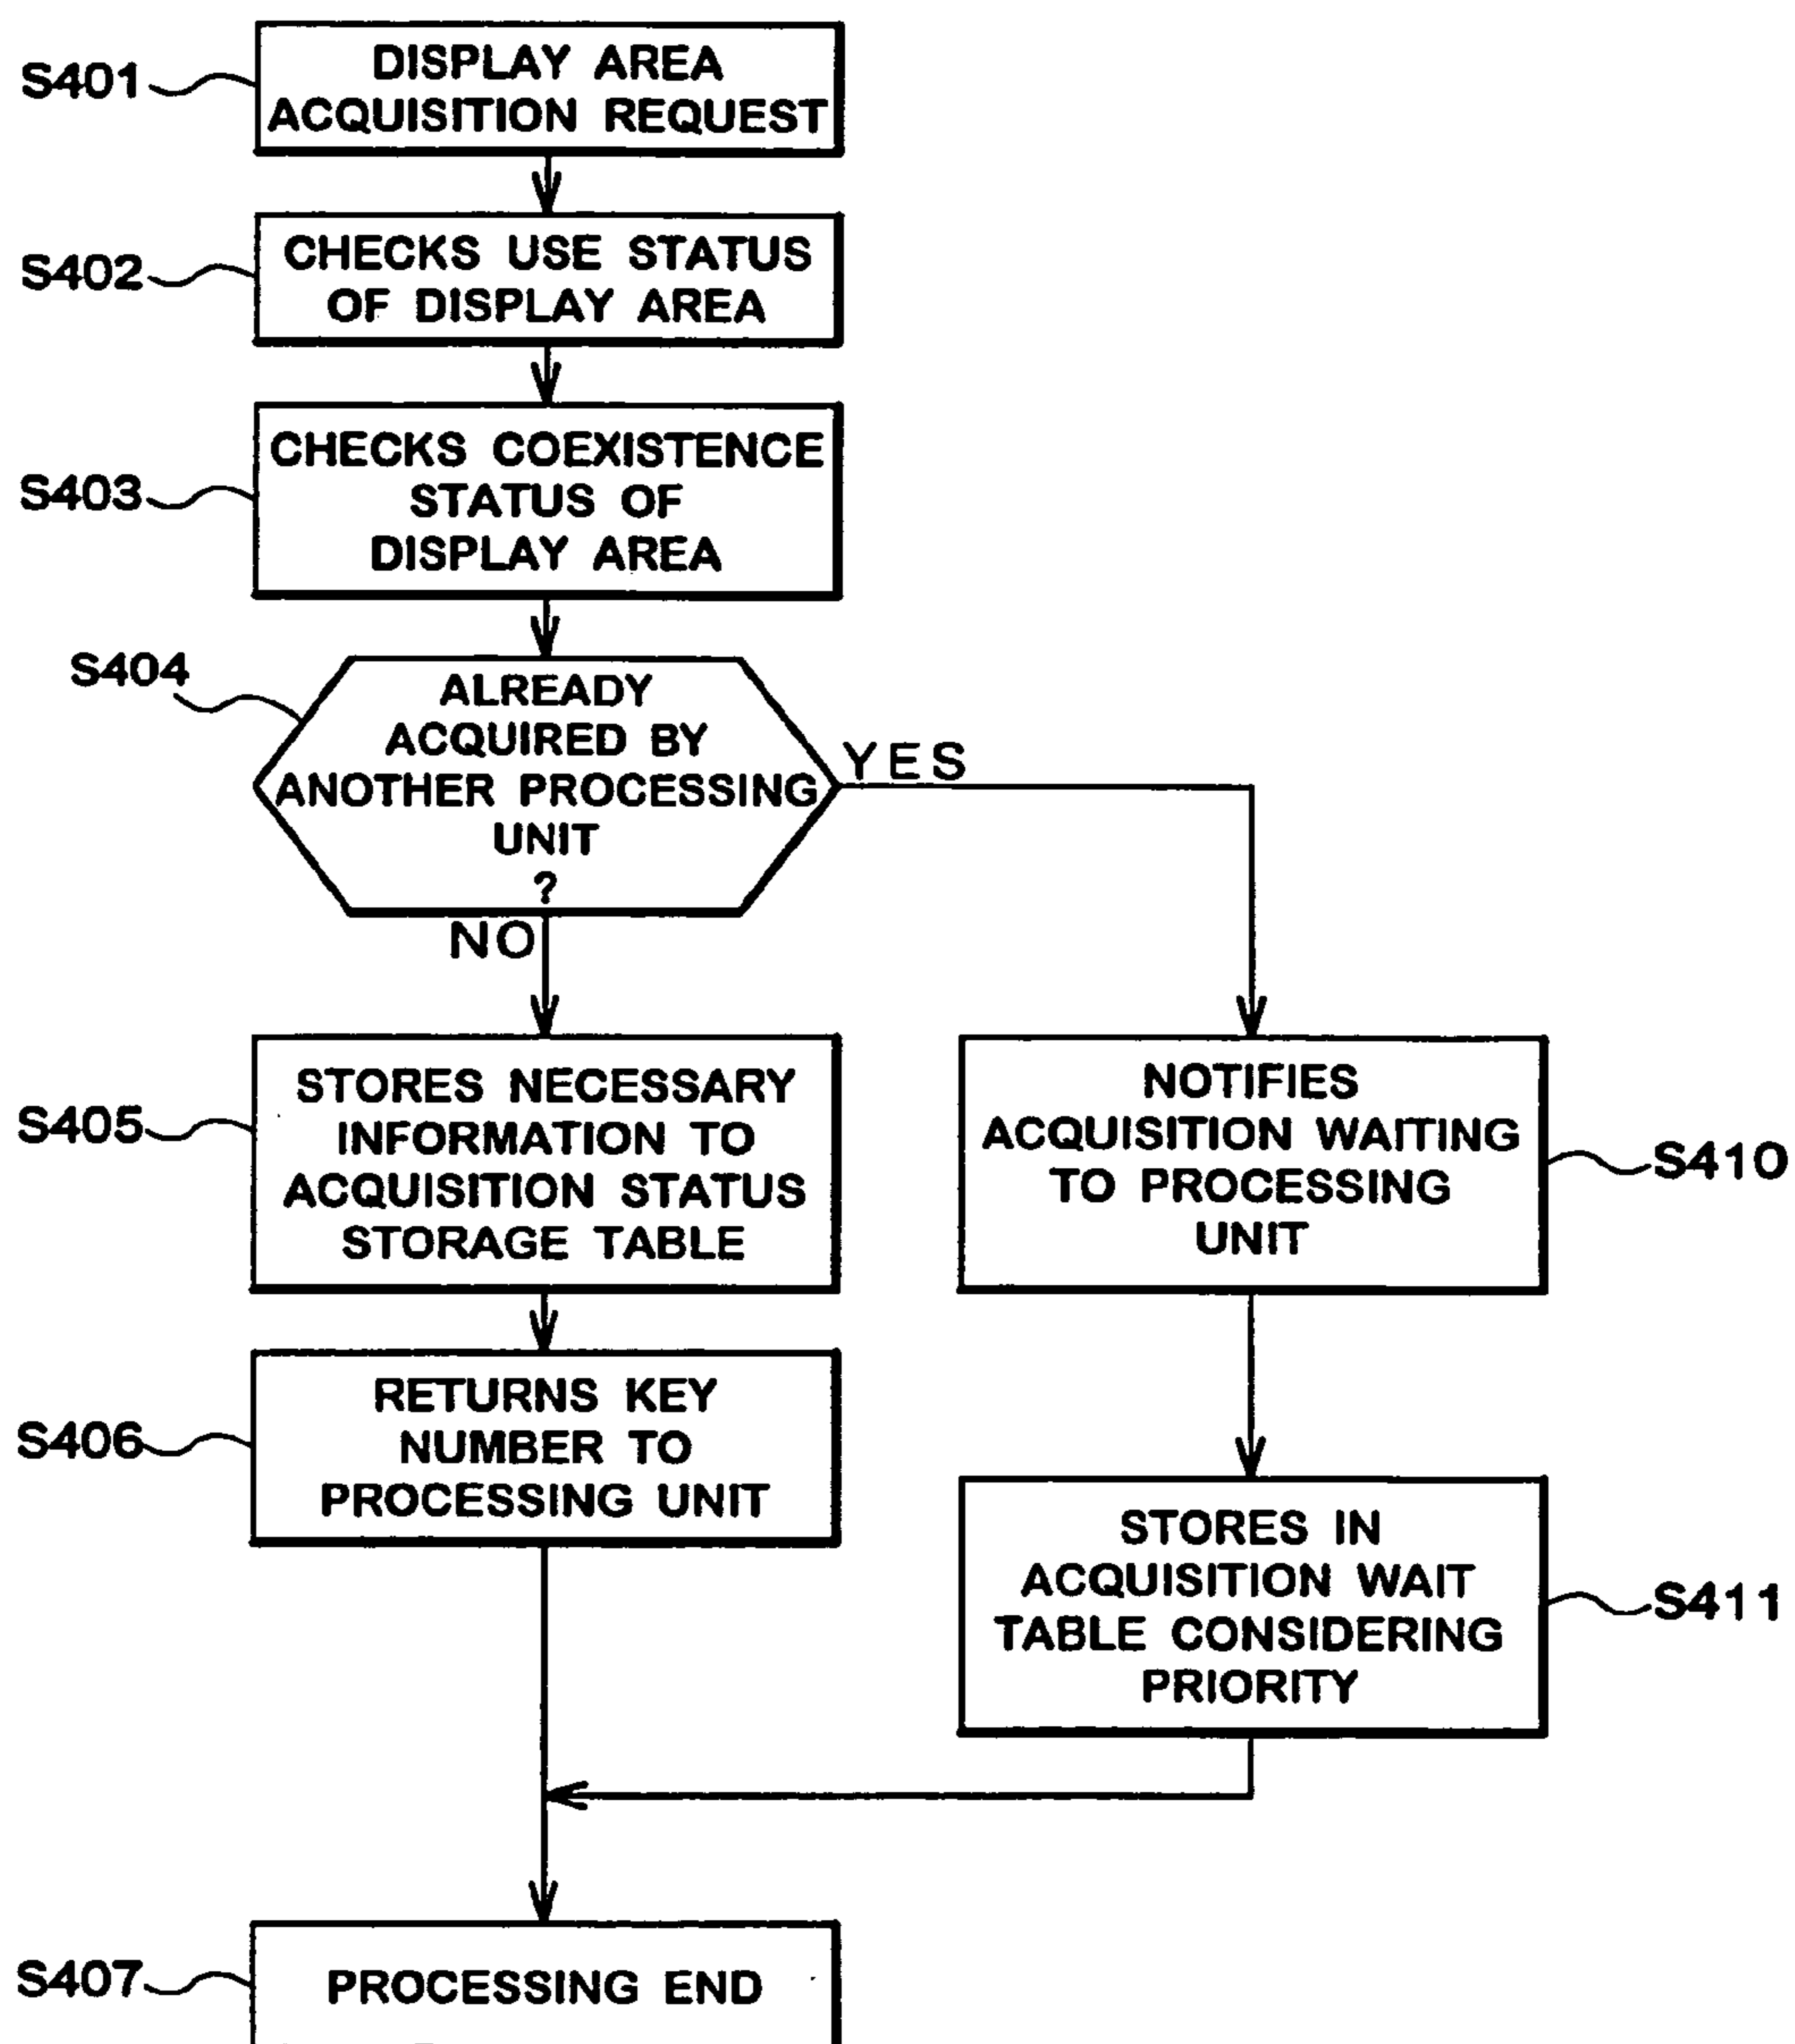 S401
DISPLAY AREA
ACQUISITION REQUEST
S402
CHECKS USE STATUS
OF DISPLAY AREA
S403
CHECKS COEXISTENCE
STATUS OF
DISPLAY AREA
S404
ALREADY
ACQUIRED BY
ANOTHER PROCESSING
UNIT
?
YES
NO
S405
STORES NECESSARY
INFORMATION TO
ACQUISITION STATUS
STORAGE TABLE
NOTIFIES
ACQUISITION WAITING
TO PROCESSING
UNIT
S410
S406
RETURNS KEY
NUMBER TO
PROCESSING UNIT
STORES IN
ACQUISITION WAIT
TABLE CONSIDERING
PRIORITY
S411
S407
PROCESSING END